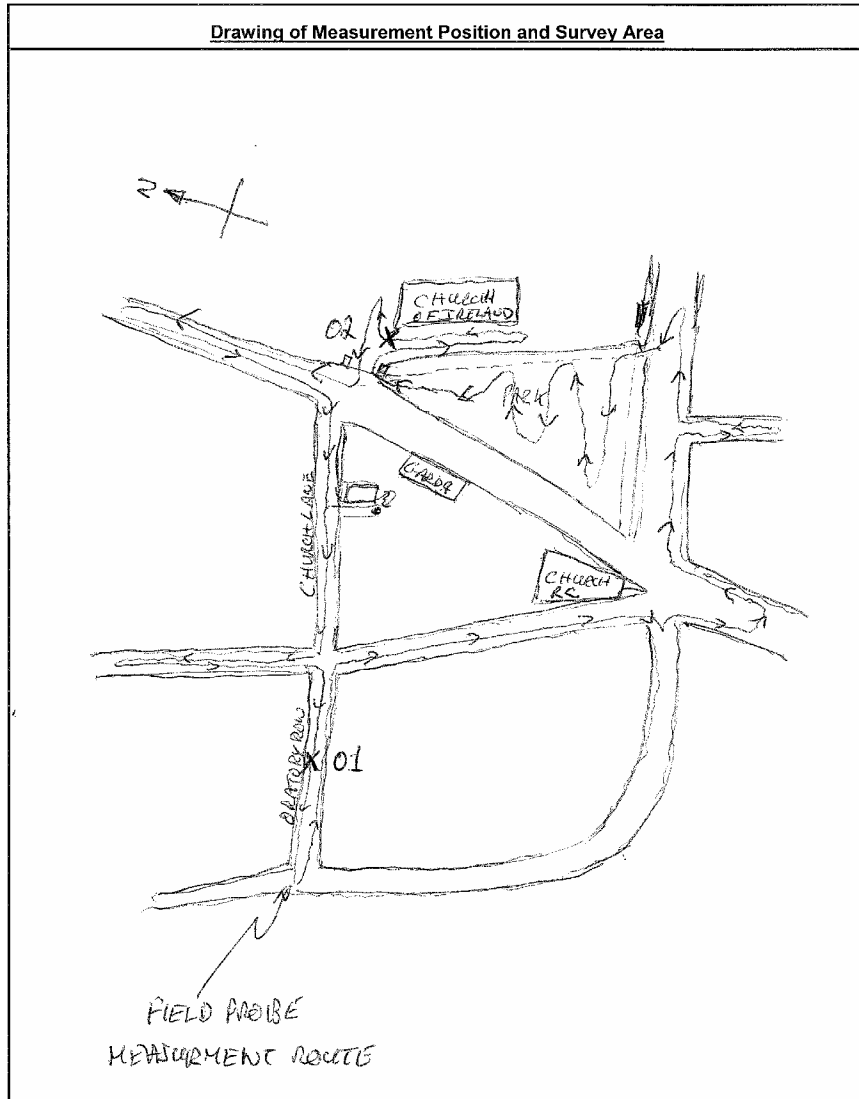 Drawing of Measurement Position and Survey Area
N
CHURCH
OF IRELAND
02
X
PARK
GARDA
CHURCH LANE
CHURCH
RC
ORATORY ROW
X 01
FIELD PROBE
MEASURMENT ROUTE